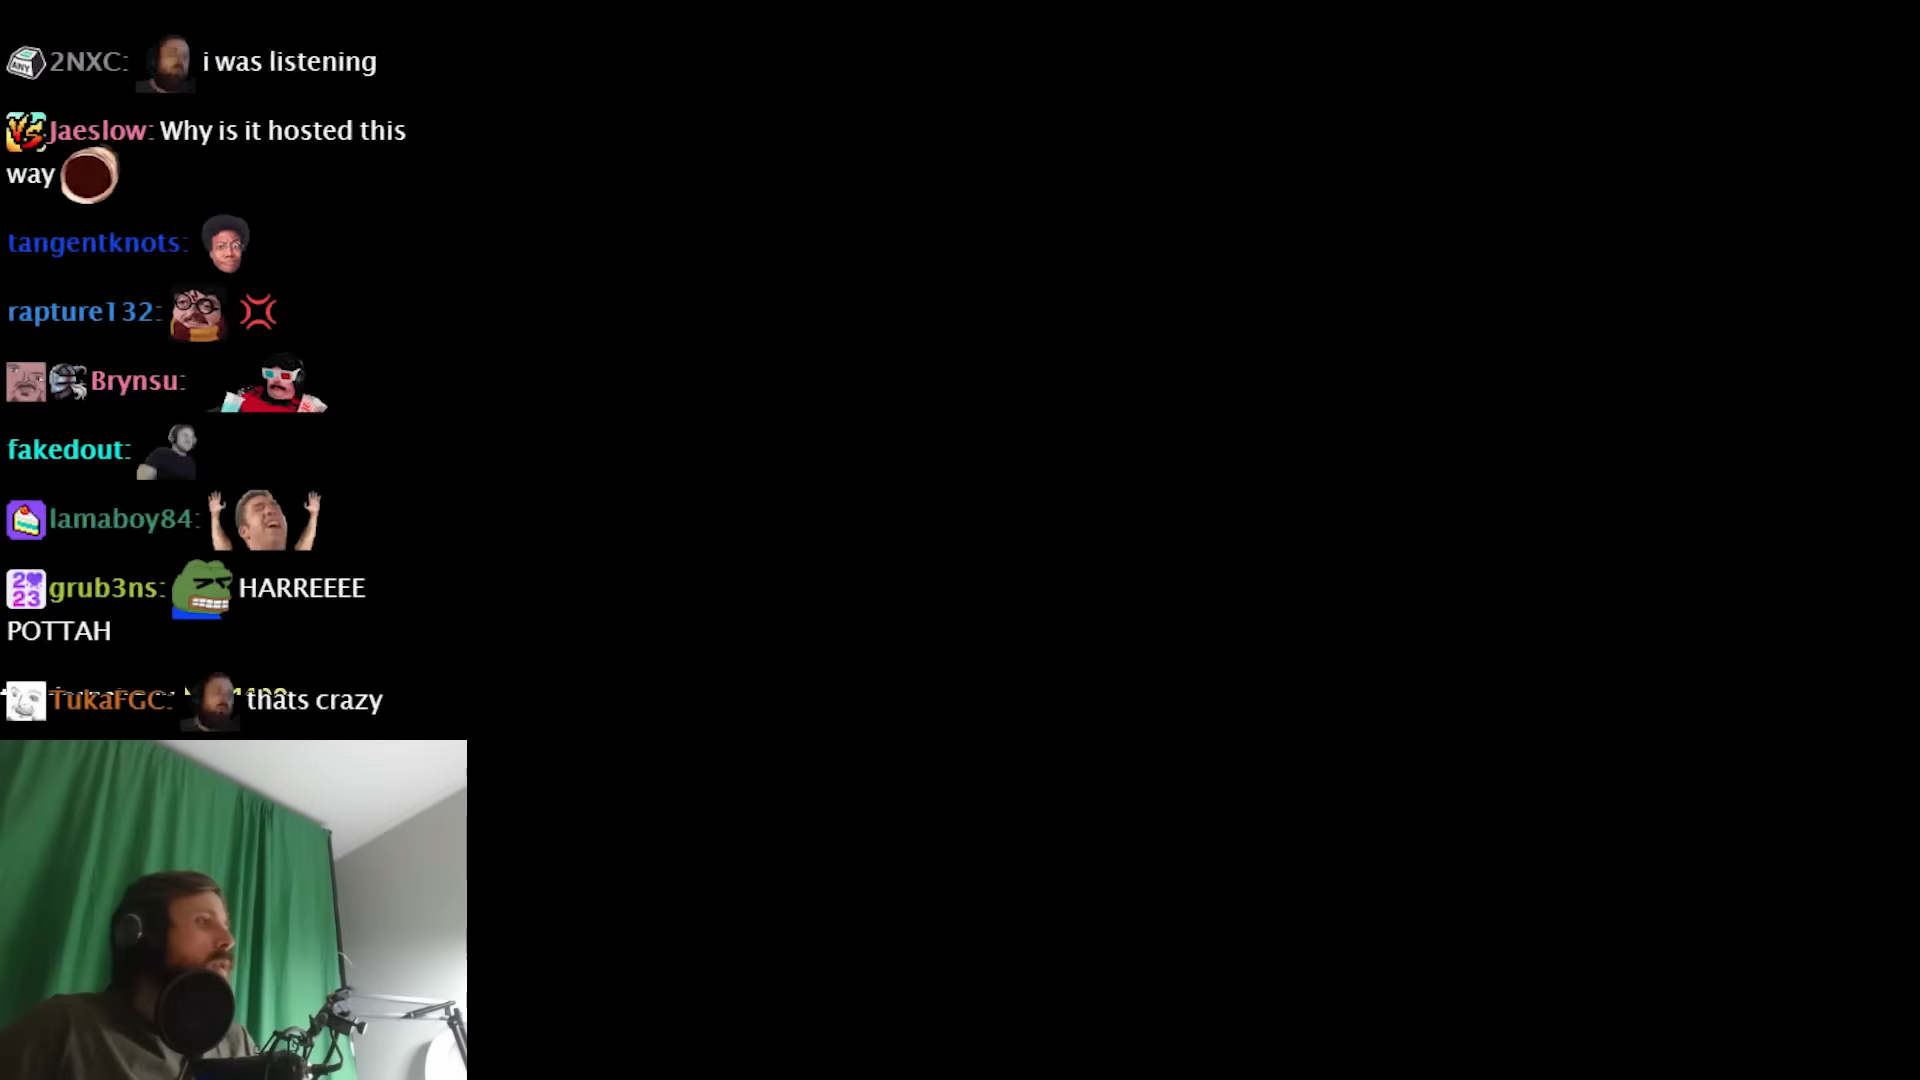 2NXC: i was listening
Jaeslow: Why is it hosted this
way
tangentknots:
rapture132:
Brynsu:
fakedout:
lamaboy84:
grub3ns: HARREEEE
POTTAH
TukaFGC: thats crazy